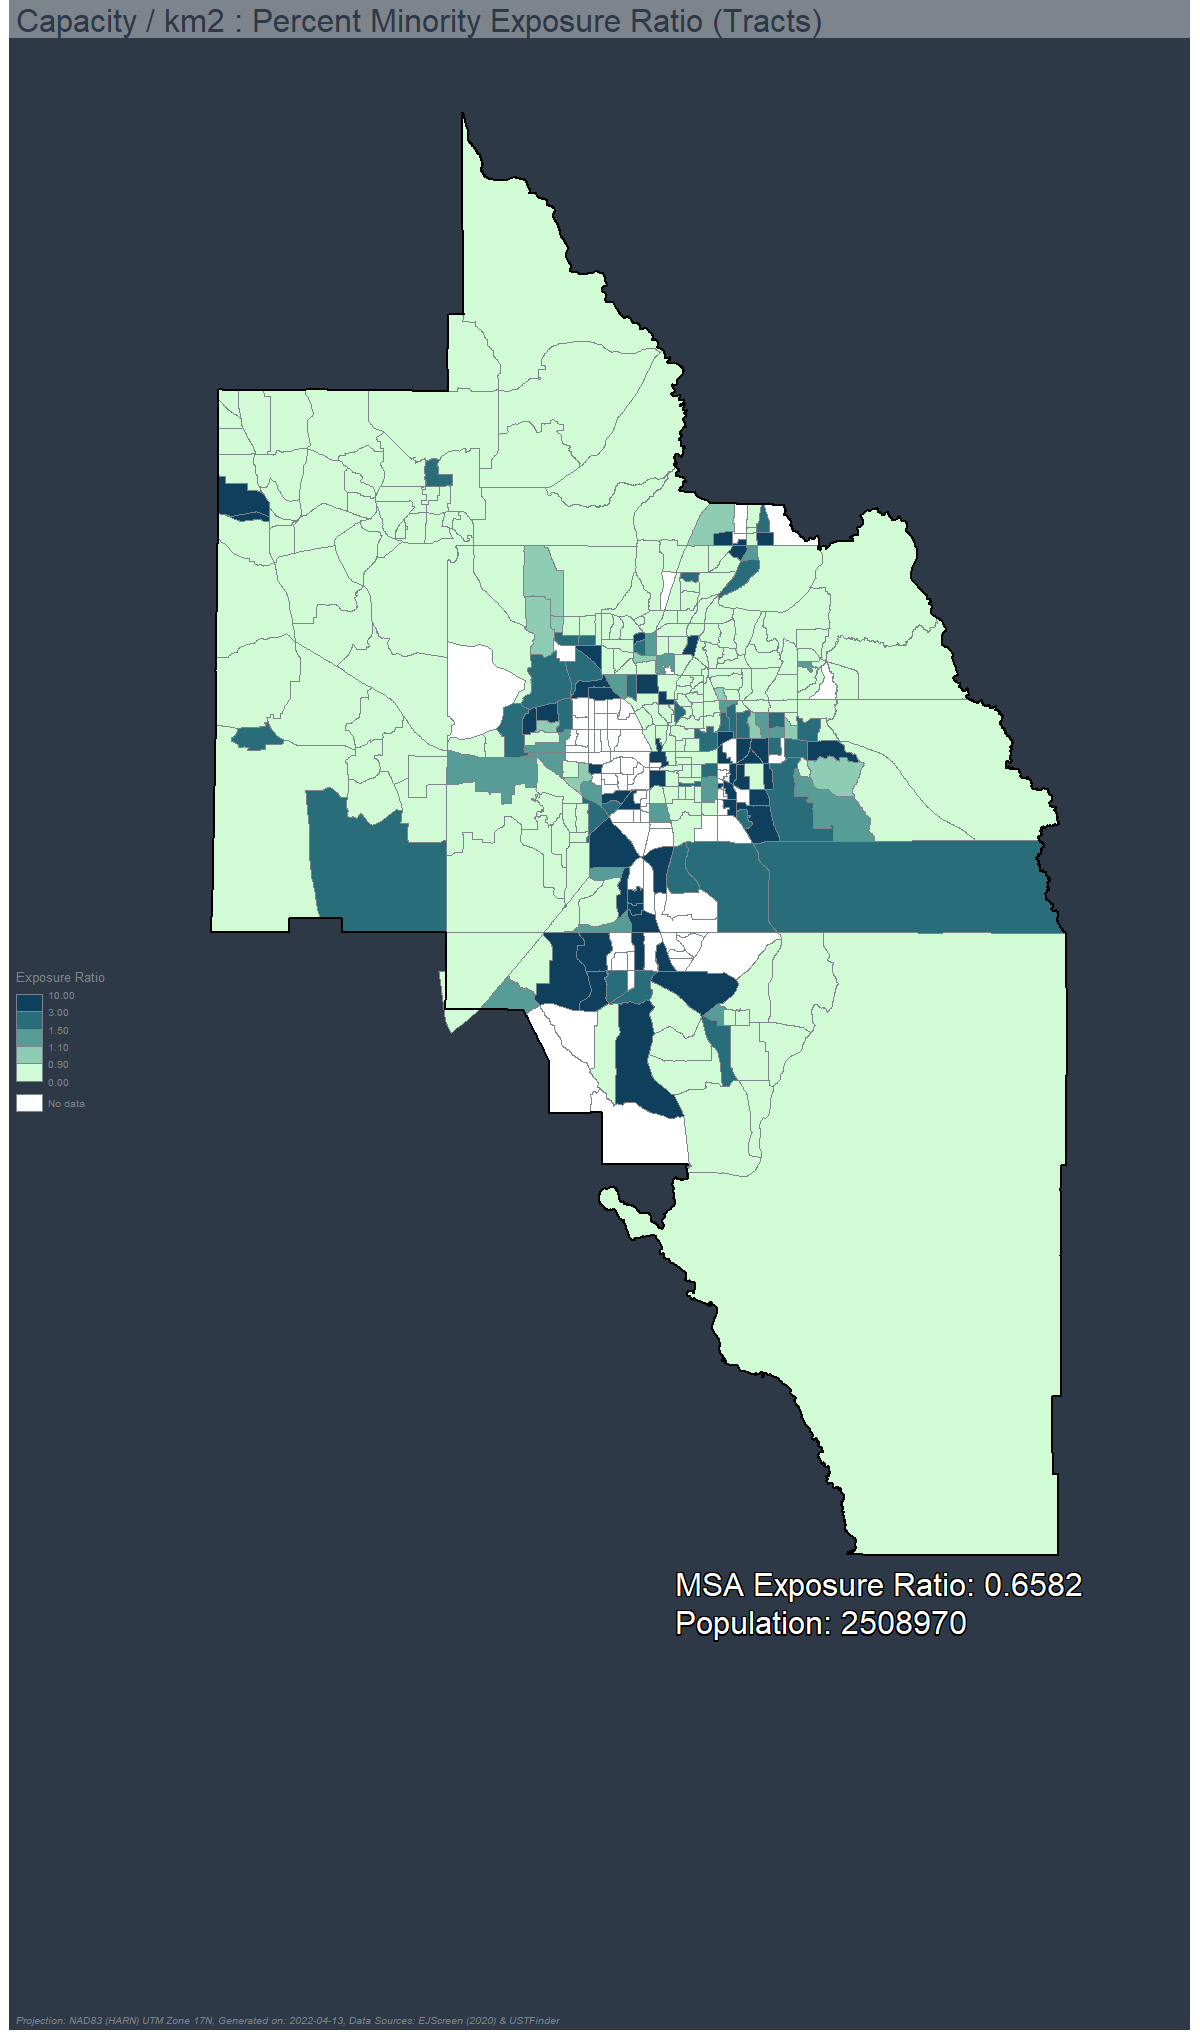 Capacity / km2 : Percent Minority Exposure Ratio (Tracts)
Exposure Ratio
10.00
3.00
1.50
1.10
0.90
0.00
No data
MSA Exposure Ratio: 0.6582
Population: 2508970
Projection: NAD83 (HARN) UTM Zone 17N, Generated on: 2022-04-13, Data Sources: EJScreen (2020) & USTFinder